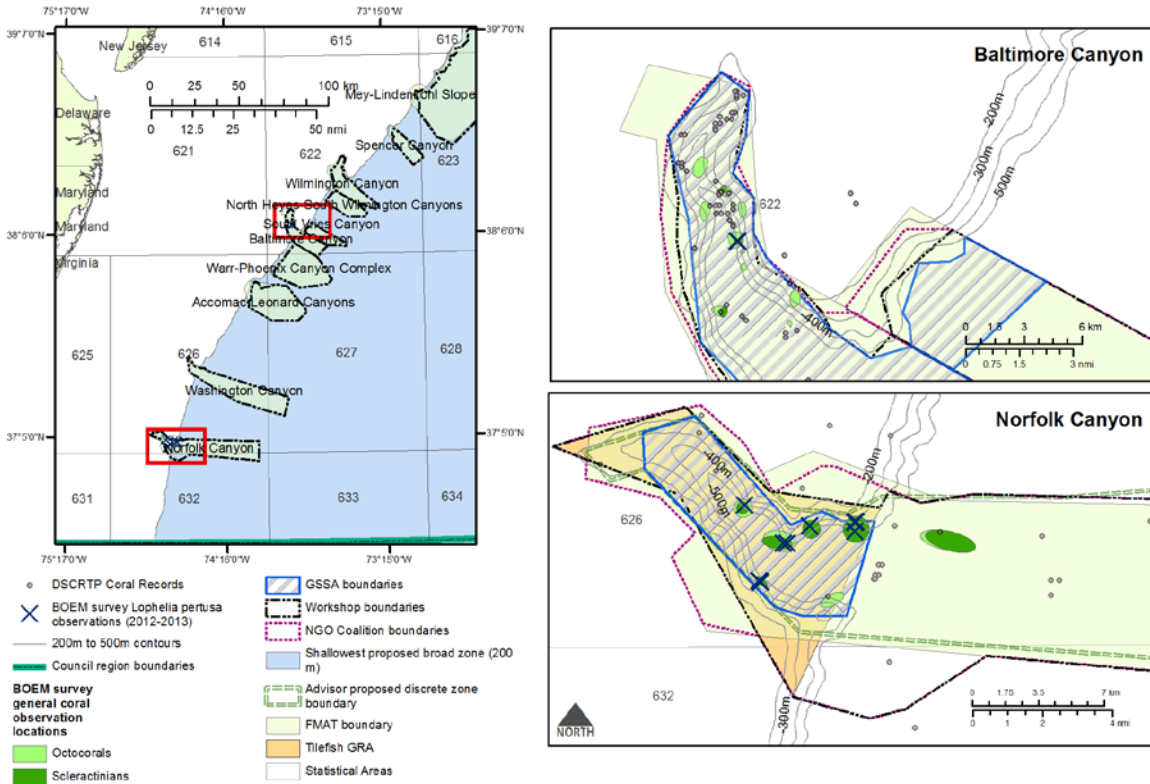 75°17'0"W
74°16'0"W
73°15'0"W
39°7'0"N
39°7'0"N
New Jersey
614
615
616
0 25 50 100 km
0 12.5 25 50 nmi
Mey-Lindenkohl Slope
Delaware
621
622
Spencer Canyon
623
Wilmington Canyon
Maryland
North Heyes-South Wilmington Canyons
South Vries Canyon
Maryland
38°6'0"N
38°6'0"N
Baltimore Canyon
Virginia
Warr-Phoenix Canyon Complex
Accomac-Leonard Canyons
625
626
627
628
Washington Canyon
37°5'0"N
37°5'0"N
Norfolk Canyon
631
632
633
634
75°17'0"W
74°16'0"W
73°15'0"W
Baltimore Canyon
-200m
-300m
-500m
622
-400m
0 1.5 3 6 km
0 0.75 1.5 3 nmi
Norfolk Canyon
-400m
-500m
-200m
626
632
-300m
NORTH
0 1.75 3.5 7 km
0 1 2 4 nmi
DSCRTP Coral Records
BOEM survey Lophelia pertusa
observations (2012-2013)
200m to 500m contours
Council region boundaries
BOEM survey
general coral
observation
locations
Octocorals
Scleractinians
GSSA boundaries
Workshop boundaries
NGO Coalition boundaries
Shallowest proposed broad zone (200
m)
Advisor proposed discrete zone
boundary
FMAT boundary
Tilefish GRA
Statistical Areas